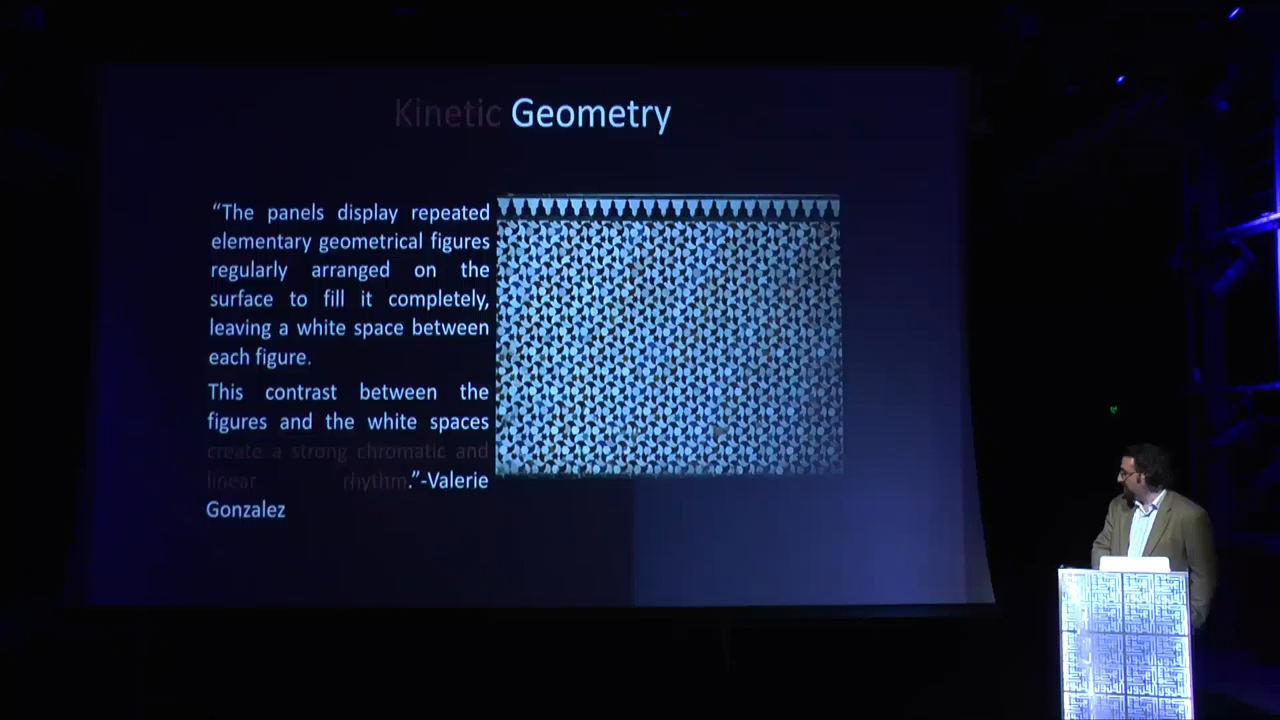 Kinetic Geometry
“The panels display repeated
elementary geometrical figures
regularly arranged on the
surface to fill it completely,
leaving a white space between
each figure.
This contrast between the
figures and the white spaces
create a strong chromatic and
linear rhythm.”-Valerie
Gonzalez